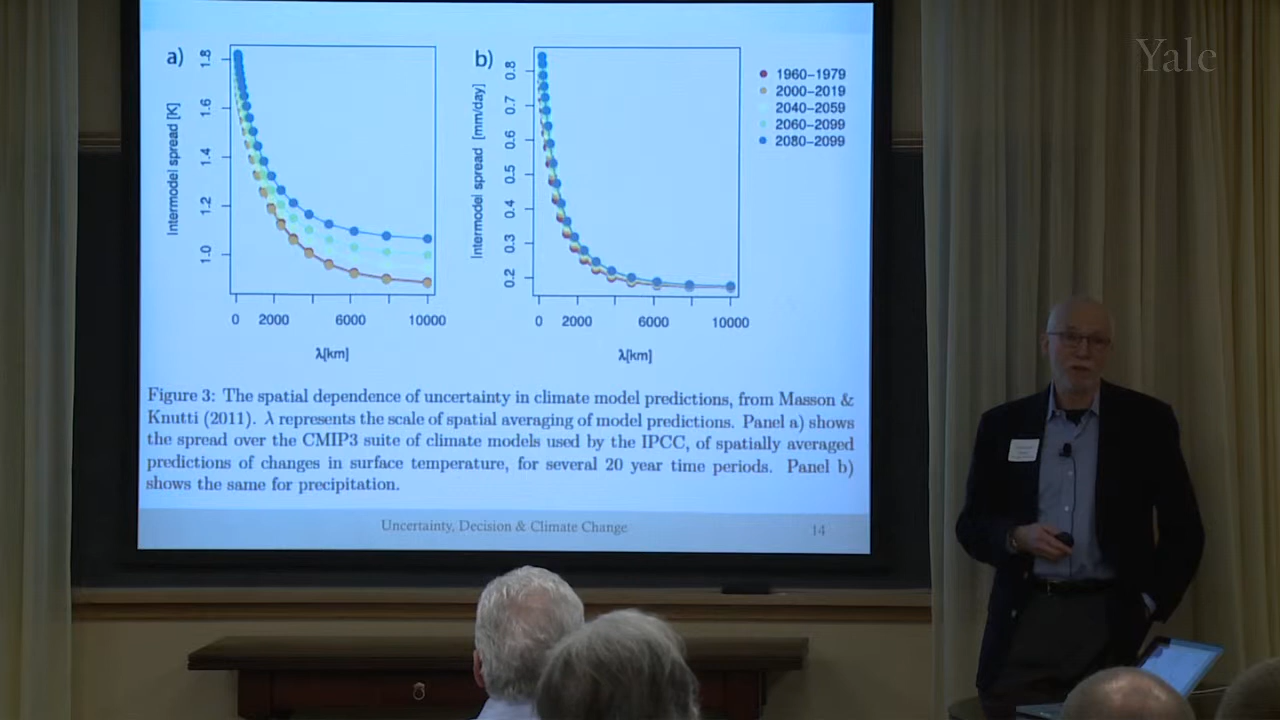 Yale
a)
Intermodel spread [K]
1.8
1.6
1.4
1.2
1.0
0 2000 6000 10000
λ[km]
b)
Intermodel spread [mm/day]
0.8
0.7
0.6
0.5
0.4
0.3
0.2
0 2000 6000 10000
λ[km]
1960-1979
2000-2019
2040-2059
2060-2099
2080-2099
Figure 3: The spatial dependence of uncertainty in climate model predictions, from Masson &
Knutti (2011). λ represents the scale of spatial averaging of model predictions. Panel a) shows
the spread over the CMIP3 suite of climate models used by the IPCC, of spatially averaged
predictions of changes in surface temperature, for several 20 year time periods. Panel b)
shows the same for precipitation.
Uncertainty, Decision & Climate Change 14